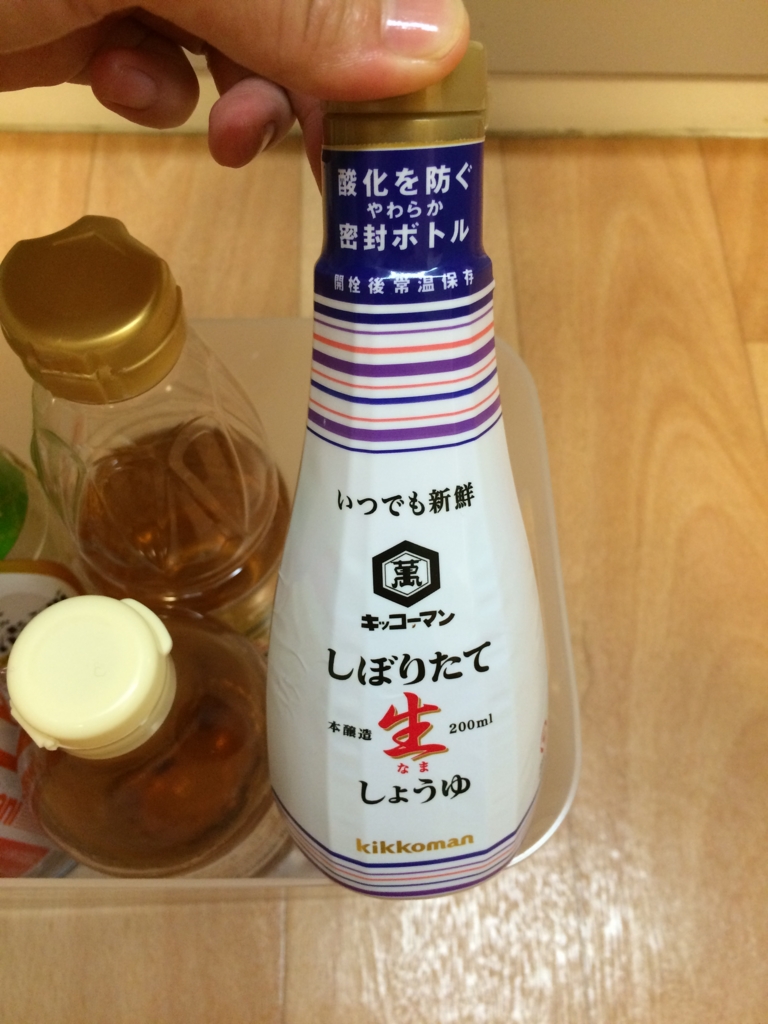 酸化を防ぐ
やわらか
密封ボトル
開栓後常温保存
いつでも新鮮
萬
キッコーマン
しぼりたて
本醸造 生 200ml
なま
しょうゆ
kikkoman